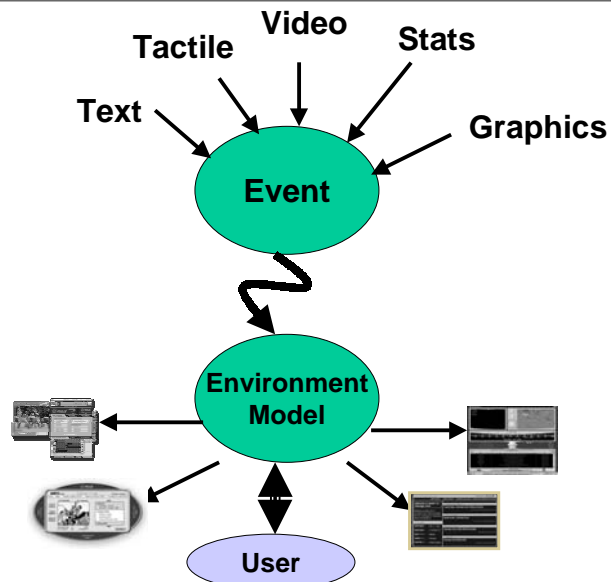 Video
Stats
Tactile
Text
Graphics
Event
Environment
Model
User